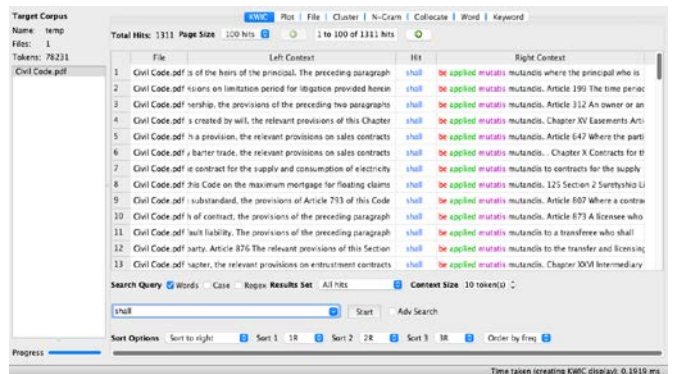 Target Corpus
Name: temp
Files: 1
Tokens: 78231
Civil Code.pdf
Progress
KWIC Plot File Cluster N-Gram Collocate Word Keyword
Total Hits: 1311 Page Size 100 hits 1 to 100 of 1311 hits
File Left Context Hit Right Context
1 Civil Code.pdf :s of the heirs of the principal. The preceding paragraph shall be applied mutatis mutandis where the principal who is
2 Civil Code.pdf isions on limitation period for litigation provided herein shall be applied mutatis mutandis. Article 199 The time period
3 Civil Code.pdf nership, the provisions of the preceding two paragraphs shall be applied mutatis mutandis. Article 312 An owner or an
4 Civil Code.pdf s created by will, the relevant provisions of this Chapter shall be applied mutatis mutandis. Chapter XV Easements Arti
5 Civil Code.pdf h a provision, the relevant provisions on sales contracts shall be applied mutatis mutandis. Article 647 Where the parti
6 Civil Code.pdf / barter trade, the relevant provisions on sales contracts shall be applied mutatis mutandis. . Chapter X Contracts for th
7 Civil Code.pdf ie contract for the supply and consumption of electricity shall be applied mutatis mutandis to contracts for the supply
8 Civil Code.pdf this Code on the maximum mortgage for floating claims shall be applied mutatis mutandis. 125 Section 2 Suretyship Li
9 Civil Code.pdf : substandard, the provisions of Article 793 of this Code shall be applied mutatis mutandis. Article 807 Where a contra
10 Civil Code.pdf h of contract, the provisions of the preceding paragraph shall be applied mutatis mutandis. Article 873 A licensee who
11 Civil Code.pdf fault liability. The provisions of the preceding paragraph shall be applied mutatis mutandis to a transferee who shall
12 Civil Code.pdf party. Article 876 The relevant provisions of this Section shall be applied mutatis mutandis to the transfer and licensing
13 Civil Code.pdf hapter, the relevant provisions on entrustment contracts shall be applied mutatis mutandis. Chapter XXVI Intermediary
Search Query Words Case Regex Results Set All hits Context Size 10 token(s)
shall Start Adv Search
Sort Options Sort to right Sort 1 1R Sort 2 2R Sort 3 3R Order by freq
Time taken (creating KWIC display): 0.1919 ms